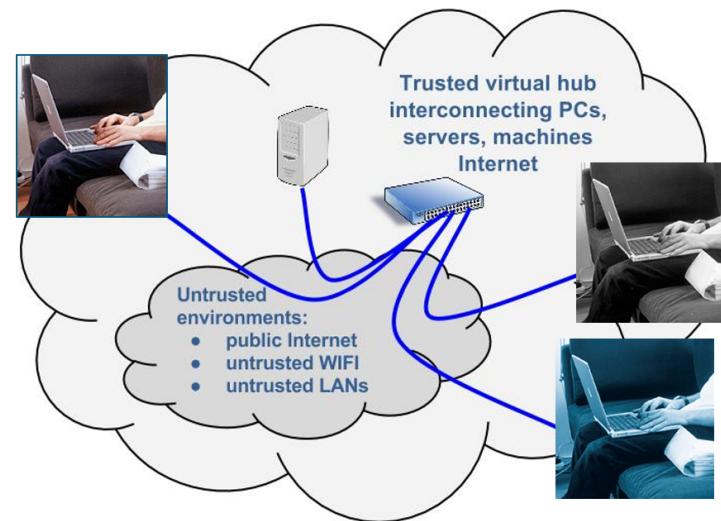 Trusted virtual hub
interconnecting PCs,
servers, machines
Internet
Untrusted
environments:
● public Internet
● untrusted WIFI
● untrusted LANs